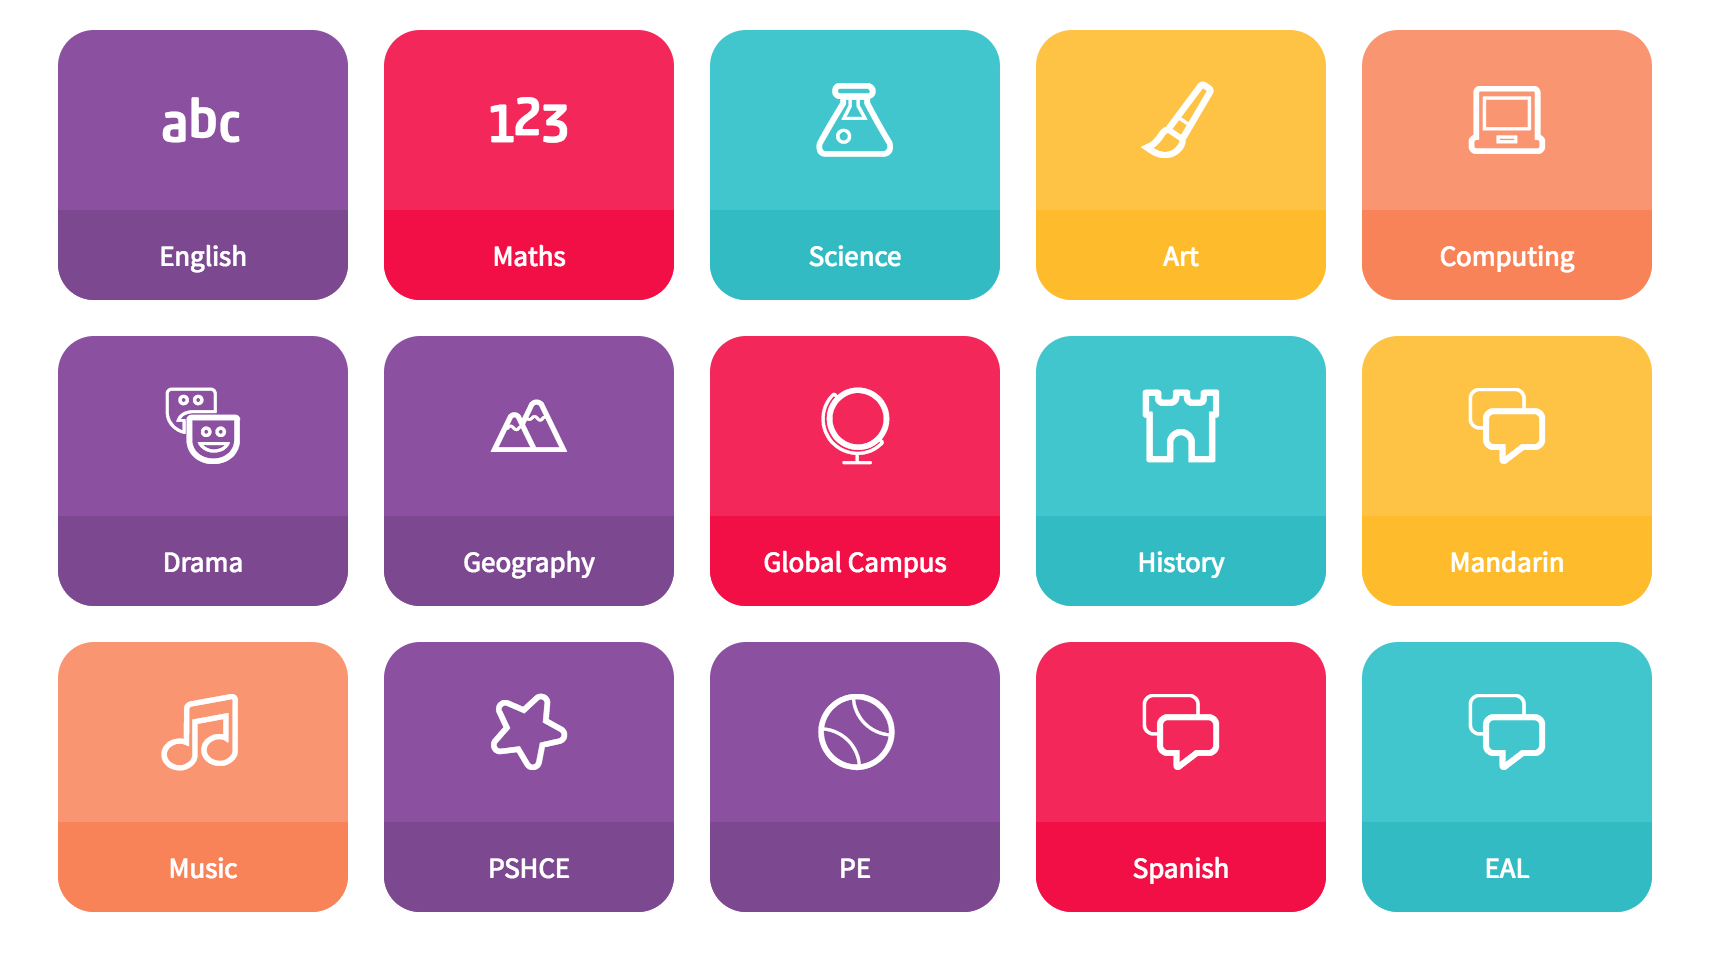 abc
123
English
Maths
Science
Art
Computing
Drama
Geography
Global Campus
History
Mandarin
Music
PSHCE
PE
Spanish
EAL